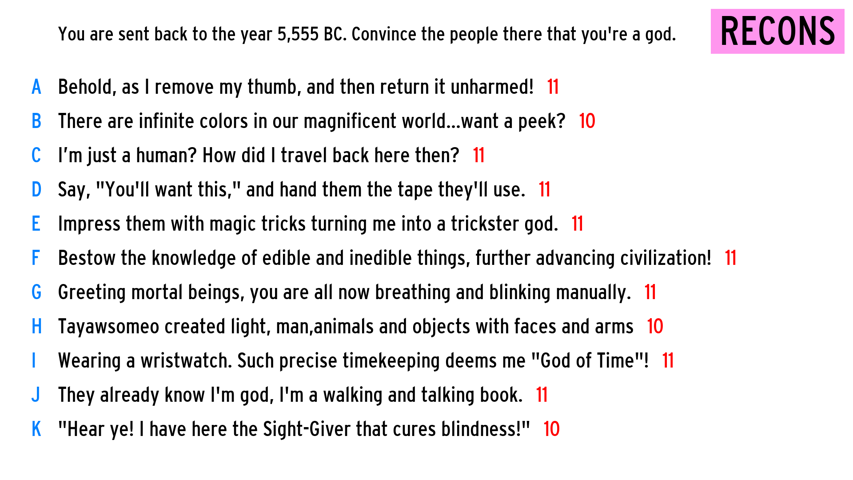 You are sent back to the year 5,555 BC. Convince the people there that you're a god.
RECONS
A Behold, as I remove my thumb, and then return it unharmed! 11
B There are infinite colors in our magnificent world...want a peek? 10
C I'm just a human? How did I travel back here then? 11
D Say, "You'll want this," and hand them the tape they'll use. 11
E Impress them with magic tricks turning me into a trickster god. 11
F Bestow the knowledge of edible and inedible things, further advancing civilization! 11
G Greeting mortal beings, you are all now breathing and blinking manually. 11
H Tayawsomeo created light, man,animals and objects with faces and arms 10
I Wearing a wristwatch. Such precise timekeeping deems me "God of Time"! 11
J They already know I'm god, I'm a walking and talking book. 11
K "Hear ye! I have here the Sight-Giver that cures blindness!" 10